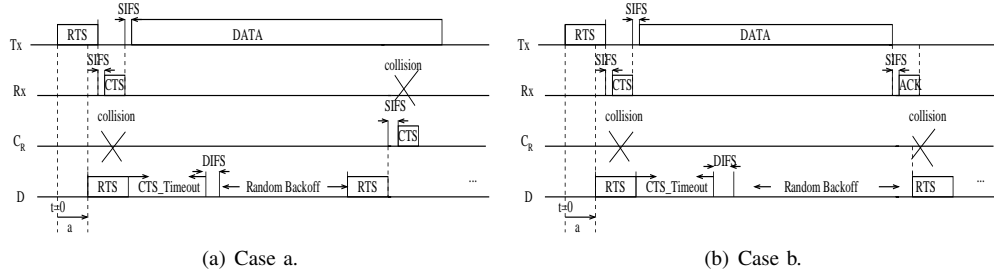 SIFS
RTS
DATA
Tx
SIFS
CTS
collision
Rx
SIFS
collision
CTS
C_R
DIFS
RTS
CTS_Timeout
Random Backoff
RTS
...
D
t=0
a
(a) Case a.
SIFS
RTS
DATA
Tx
SIFS
SIFS
CTS
ACK
Rx
collision
collision
C_R
DIFS
RTS
CTS_Timeout
Random Backoff
RTS
...
D
t=0
a
(b) Case b.